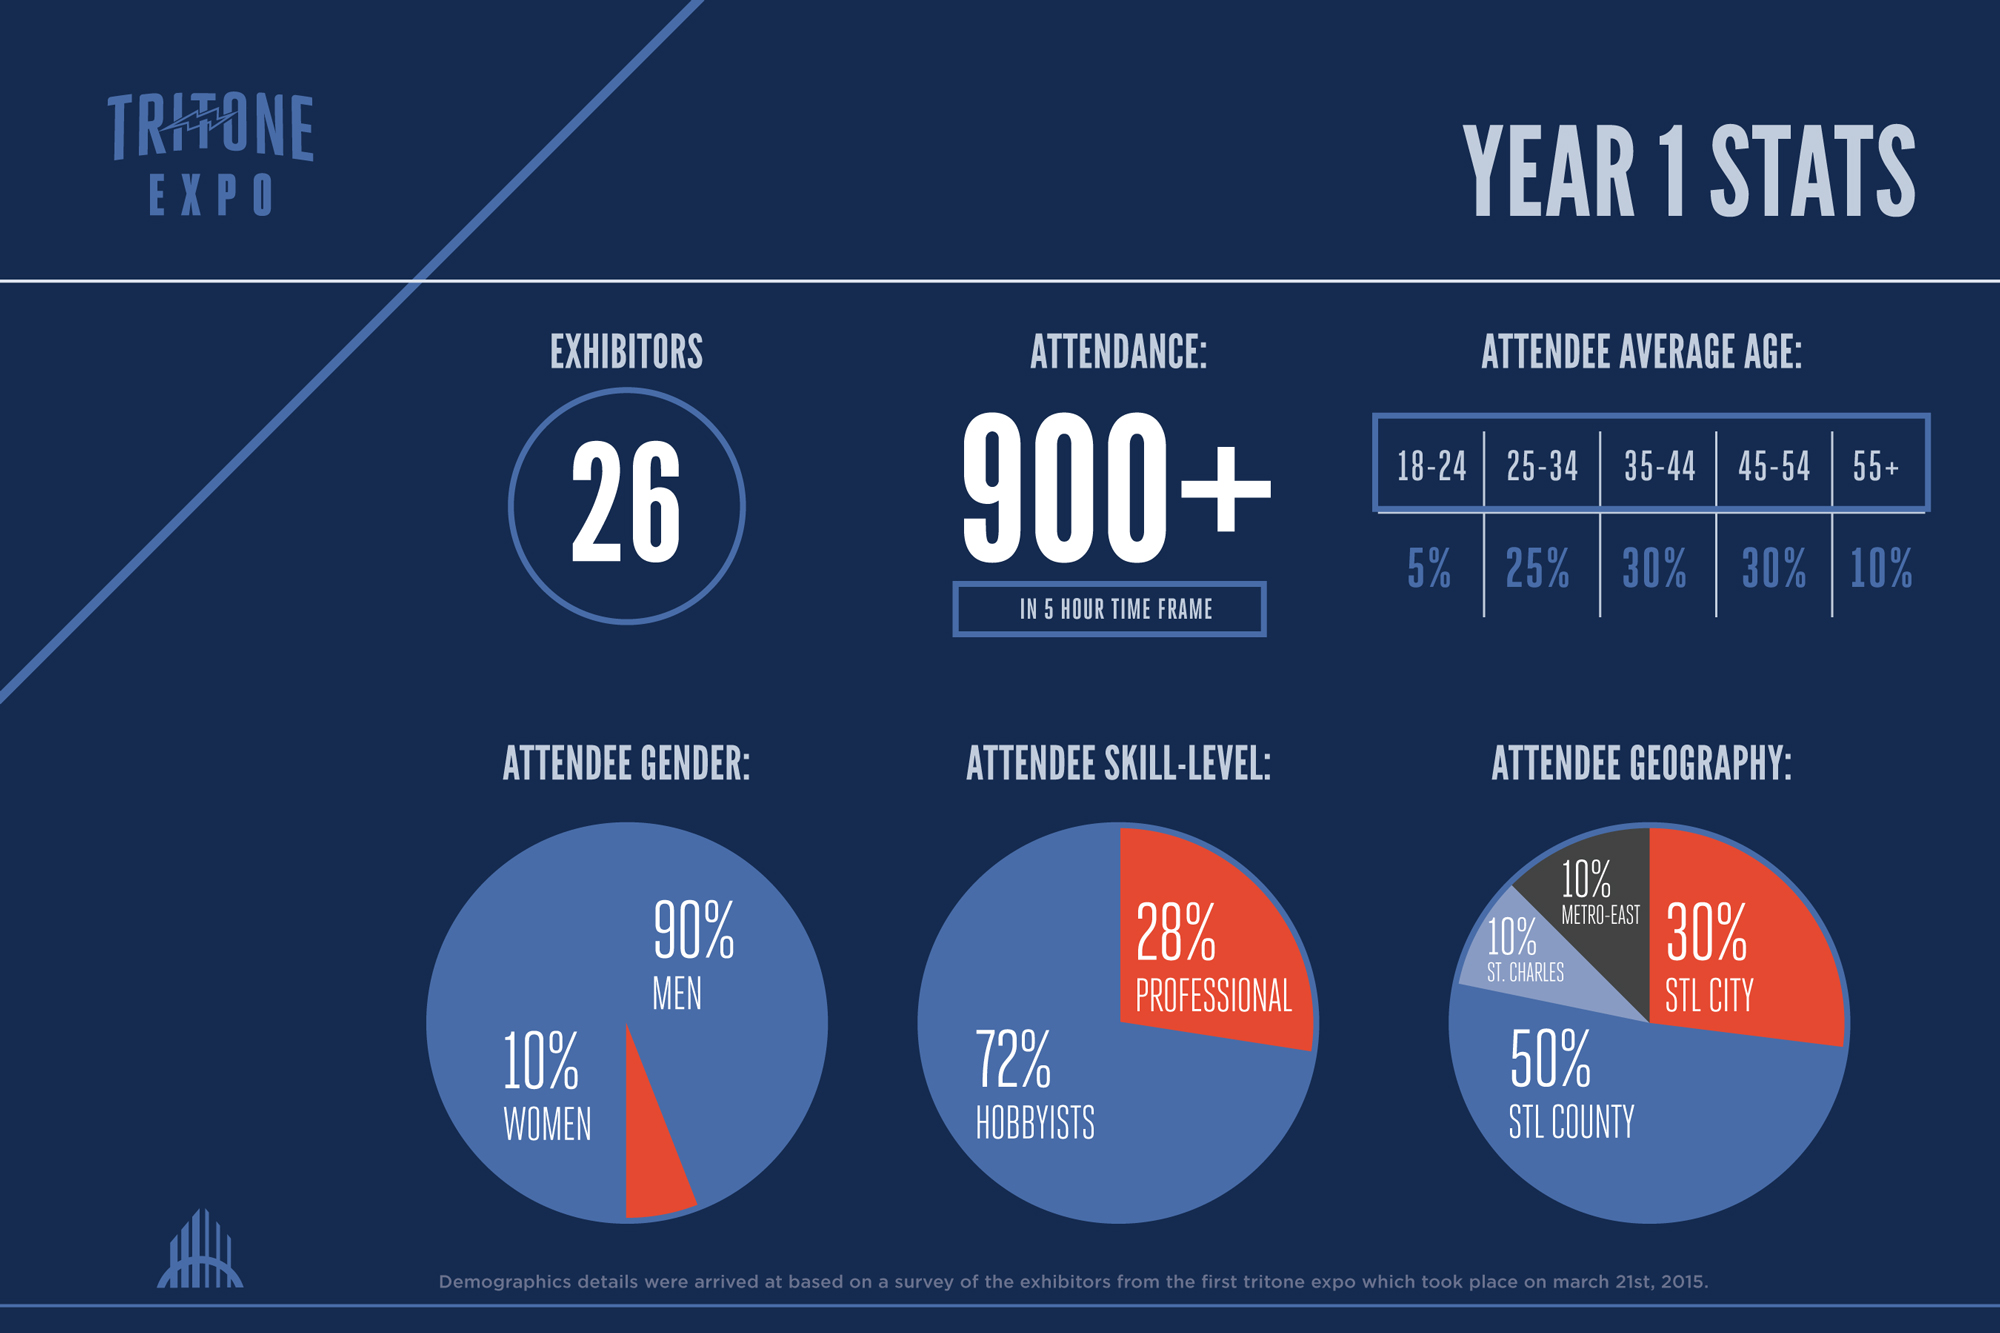 TRITONE
EXPO
YEAR 1 STATS
EXHIBITORS
26
ATTENDANCE:
900+
IN 5 HOUR TIME FRAME
ATTENDEE AVERAGE AGE:
18-24 25-34 35-44 45-54 55+
5% 25% 30% 30% 10%
ATTENDEE GENDER:
90%
MEN
10%
WOMEN
ATTENDEE SKILL-LEVEL:
28%
PROFESSIONAL
72%
HOBBYISTS
ATTENDEE GEOGRAPHY:
10%
METRO-EAST
30%
STL CITY
10%
ST. CHARLES
50%
STL COUNTY
Demographics details were arrived at based on a survey of the exhibitors from the first tritone expo which took place on march 21st, 2015.